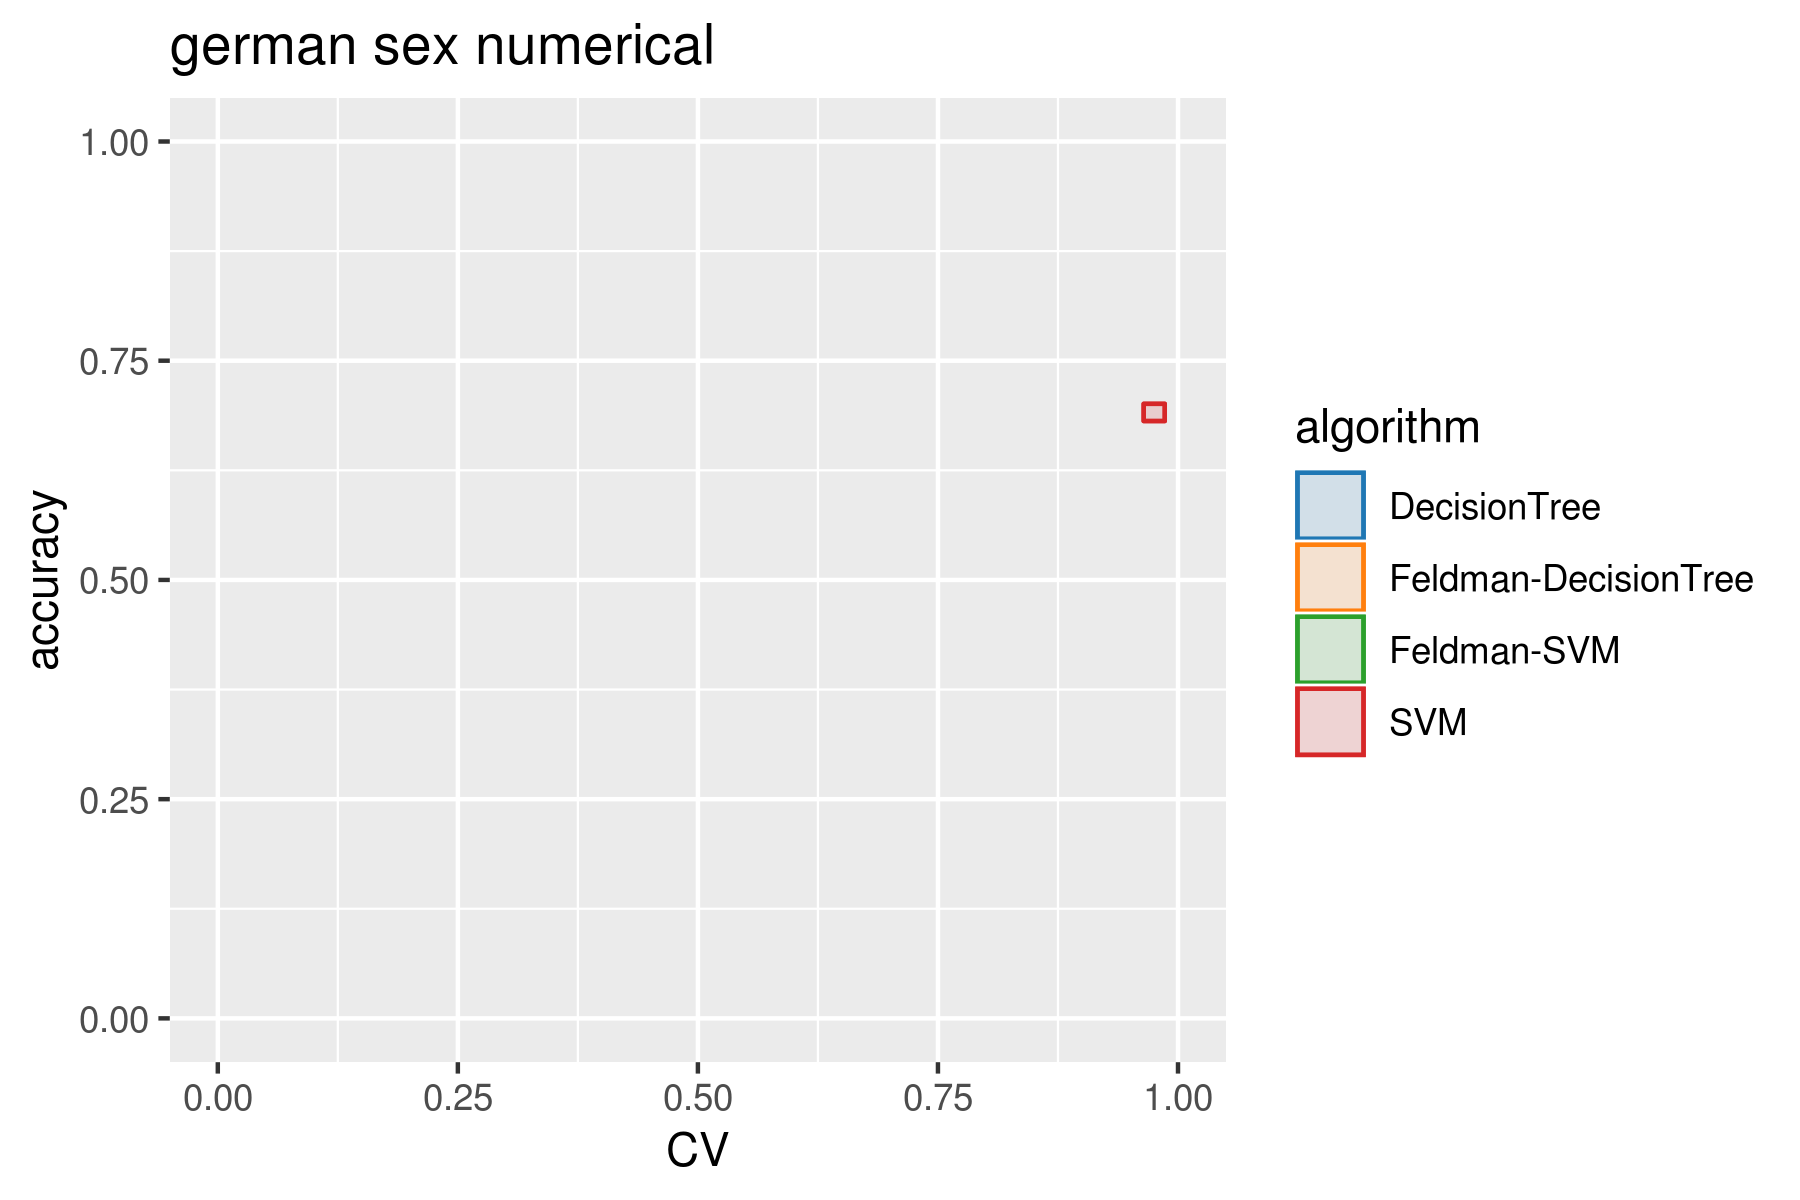 german sex numerical
1.00
0.75
0.50
0.25
0.00
accuracy
0.00 0.25 0.50 0.75 1.00
CV
algorithm
DecisionTree
Feldman-DecisionTree
Feldman-SVM
SVM